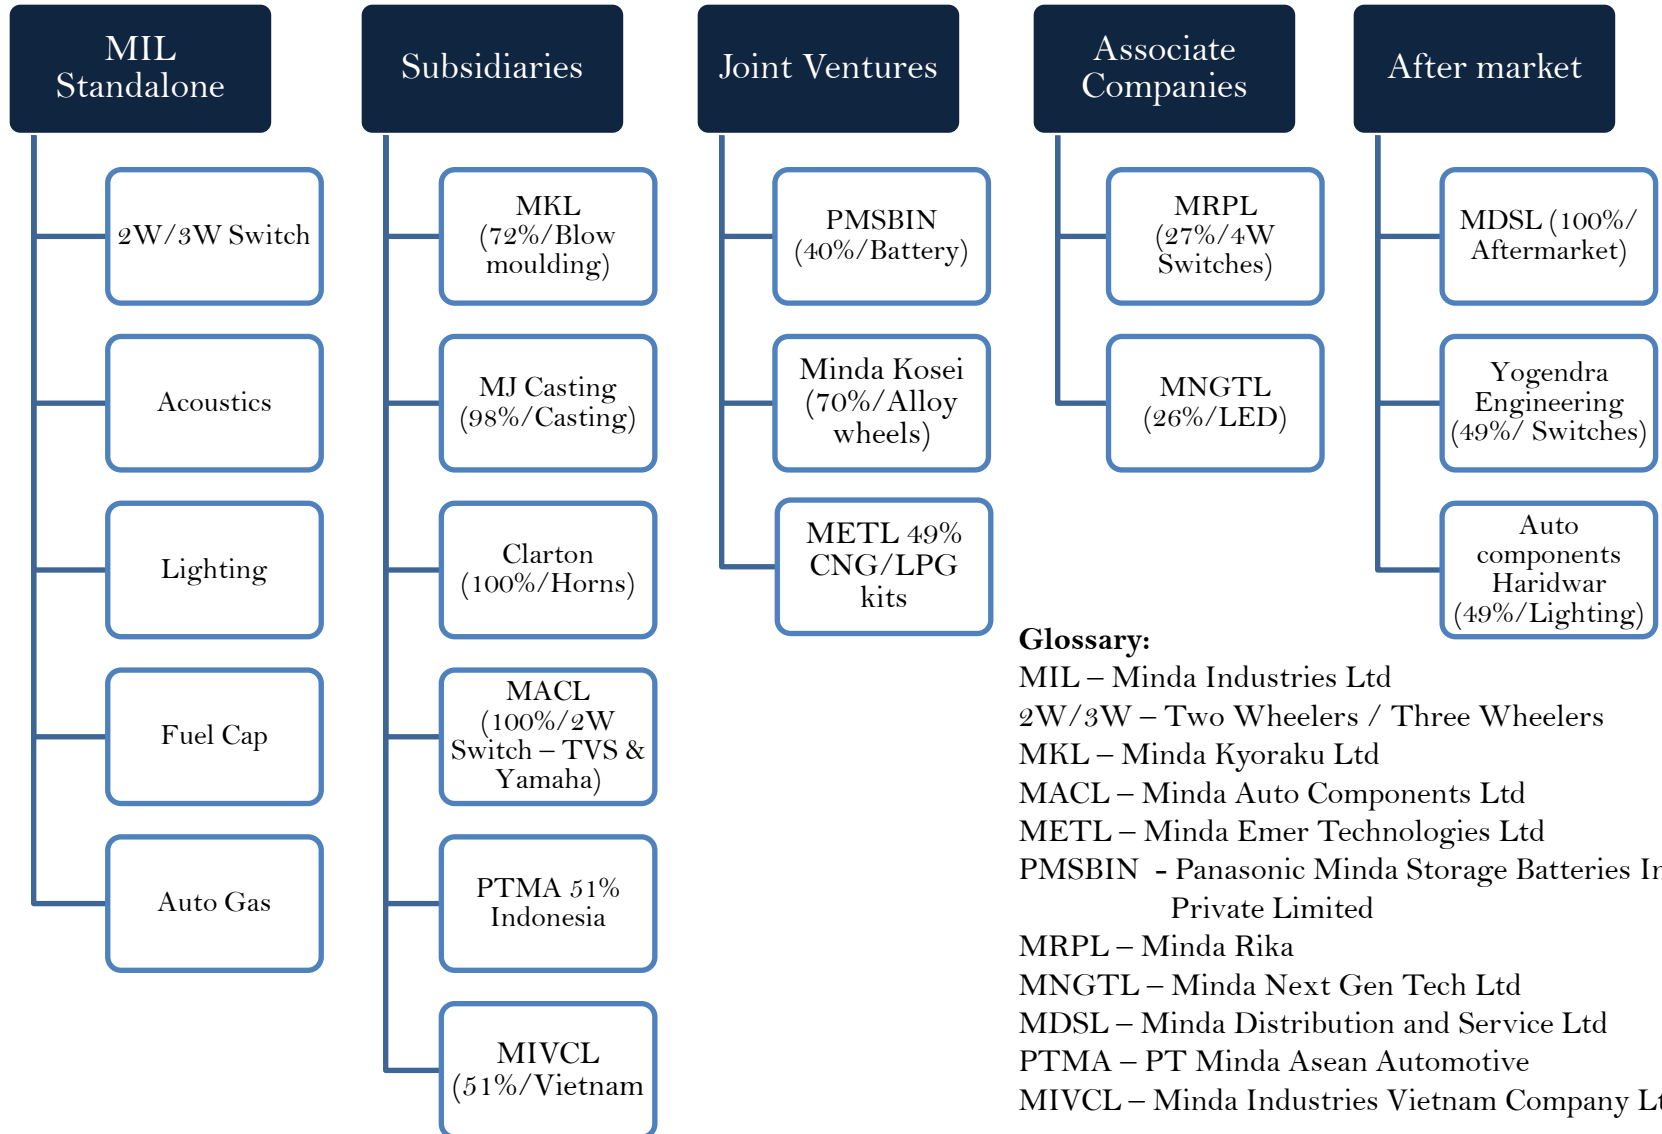 MIL
Standalone
2W/3W Switch
Acoustics
Lighting
Fuel Cap
Auto Gas
Subsidiaries
MKL
(72%/Blow
moulding)
MJ Casting
(98%/Casting)
Clarton
(100%/Horns)
MACL
(100%/2W
Switch – TVS &
Yamaha)
PTMA 51%
Indonesia
MIVCL
(51%/Vietnam
Joint Ventures
PMSBIN
(40%/Battery)
Minda Kosei
(70%/Alloy
wheels)
METL 49%
CNG/LPG
kits
Associate
Companies
MRPL
(27%/4W
Switches)
MNGTL
(26%/LED)
After market
MDSL (100%/
Aftermarket)
Yogendra
Engineering
(49%/ Switches)
Auto
components
Haridwar
(49%/Lighting)
Glossary:
MIL – Minda Industries Ltd
2W/3W – Two Wheelers / Three Wheelers
MKL – Minda Kyoraku Ltd
MACL – Minda Auto Components Ltd
METL – Minda Emer Technologies Ltd
PMSBIN - Panasonic Minda Storage Batteries
Private Limited
MRPL – Minda Rika
MNGTL – Minda Next Gen Tech Ltd
MDSL – Minda Distribution and Service Ltd
PTMA – PT Minda Asean Automotive
MIVCL – Minda Industries Vietnam Company